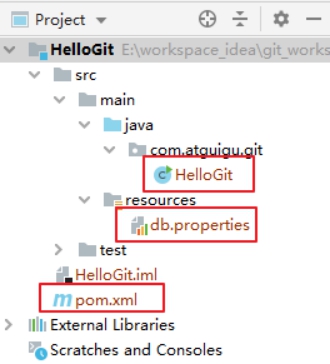 Project
HelloGit E:\workspace_idea\git_works
src
main
java
com.atguigu.git
HelloGit
resources
db.properties
test
HelloGit.iml
pom.xml
External Libraries
Scratches and Consoles